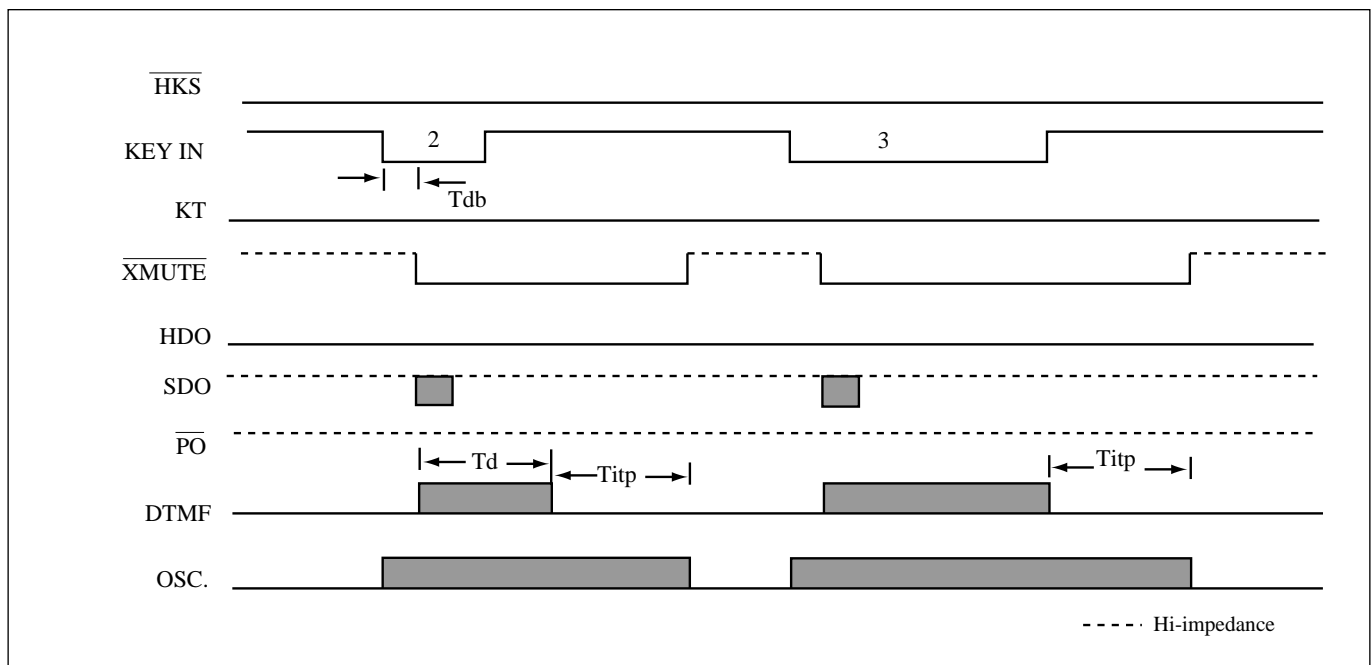 HKS
KEY IN
2
3
Tdb
KT
XMUTE
HDO
SDO
PO
Td
Titp
Titp
DTMF
OSC.
Hi-impedance